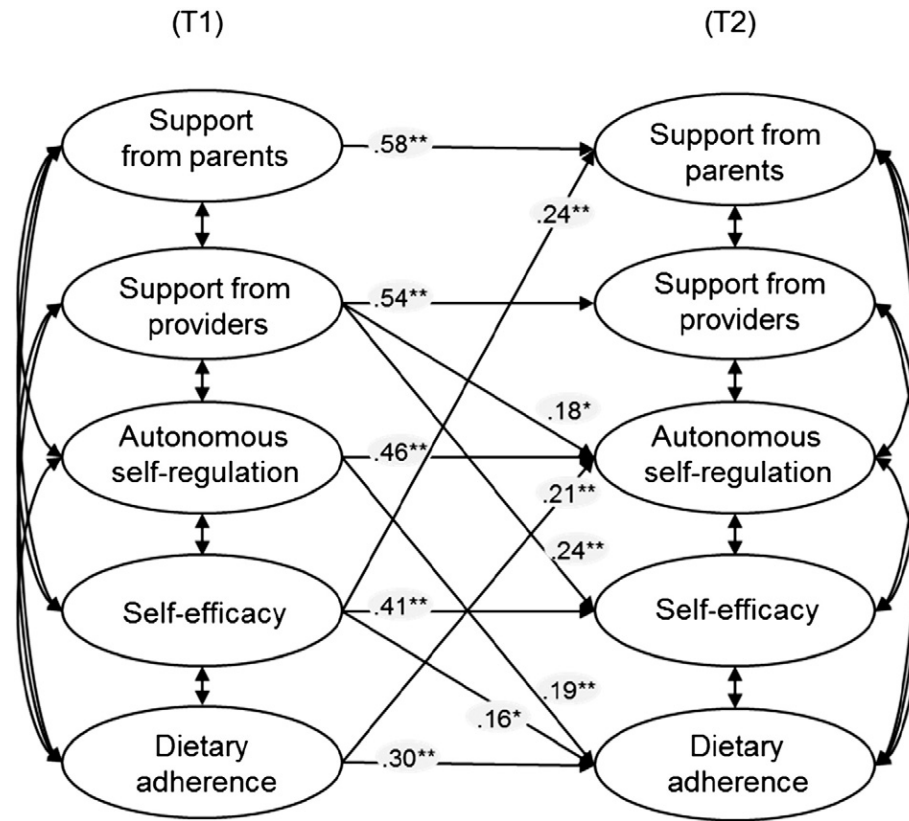 (T1)
(T2)
Support
from parents
.58**
Support from
parents
.24**
Support from
providers
.54**
Support from
providers
.18*
Autonomous
self-regulation
.46**
Autonomous
self-regulation
.21**
.24**
Self-efficacy
.41**
Self-efficacy
.19**
.16*
Dietary
adherence
.30**
Dietary
adherence